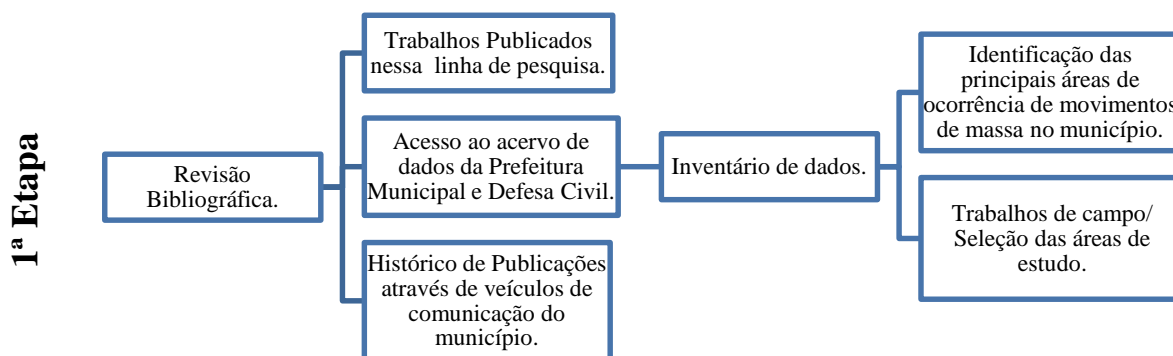 1ª Etapa
Revisão
Bibliográfica.
Trabalhos Publicados
nessa linha de pesquisa.
Acesso ao acervo de
dados da Prefeitura
Municipal e Defesa Civil.
Histórico de Publicações
através de veículos de
comunicação do
município.
Inventário de dados.
Identificação das
principais áreas de
ocorrência de movimentos
de massa no município.
Trabalhos de campo/
Seleção das áreas de
estudo.